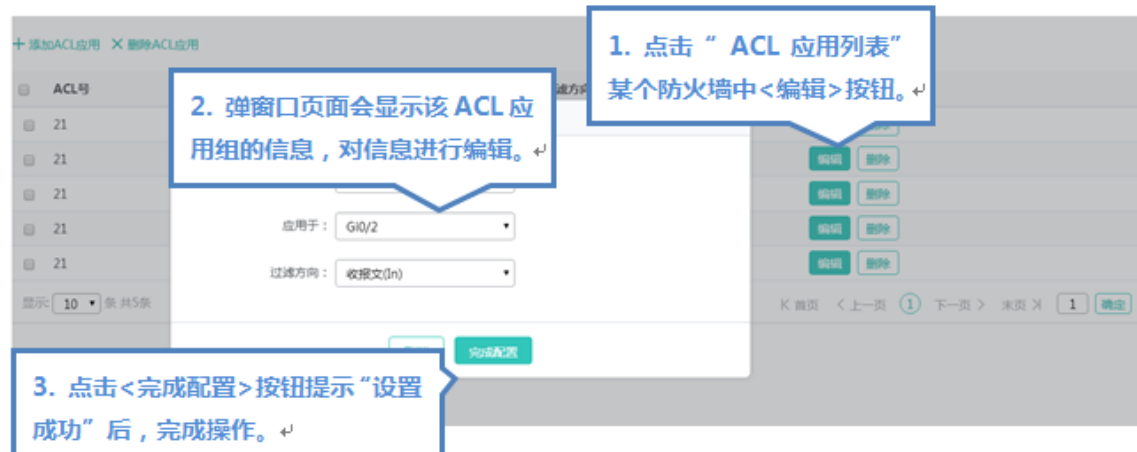 + 添加ACL应用 × 删除ACL应用
1. 点击“ ACL 应用列表”
某个防火墙中<编辑>按钮。
ACL号
2. 弹窗口页面会显示该 ACL 应
用组的信息，对信息进行编辑。
21
21 编辑 删除
21 编辑 删除
应用于： Gi0/2
21 编辑 删除
过滤方向： 收报文(In)
21 编辑 删除
显示: 10 条 共5条 首页 上一页 1 下一页 末页 1 确定
完成配置
3. 点击<完成配置>按钮提示“设置
成功”后，完成操作。